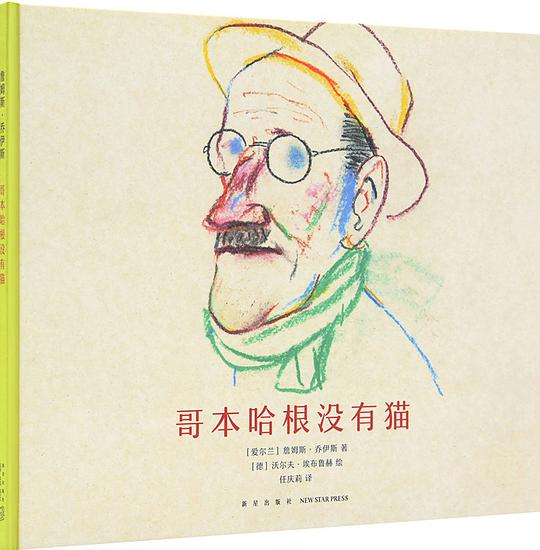 詹姆斯·乔伊斯 哥本哈根没有猫
哥本哈根没有猫
［爱尔兰］詹姆斯·乔伊斯 著
［德］沃尔夫·埃布鲁赫 绘
任庆莉 译
新星出版社 NEW STAR PRESS